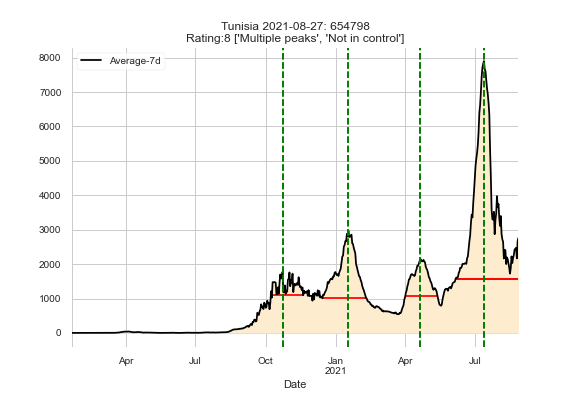 Tunisia 2021-08-27: 654798
Rating:8 ['Multiple peaks', 'Not in control']
Average-7d
8000
7000
6000
5000
4000
3000
2000
1000
0
Apr Jul Oct Jan Apr Jul
2021
Date